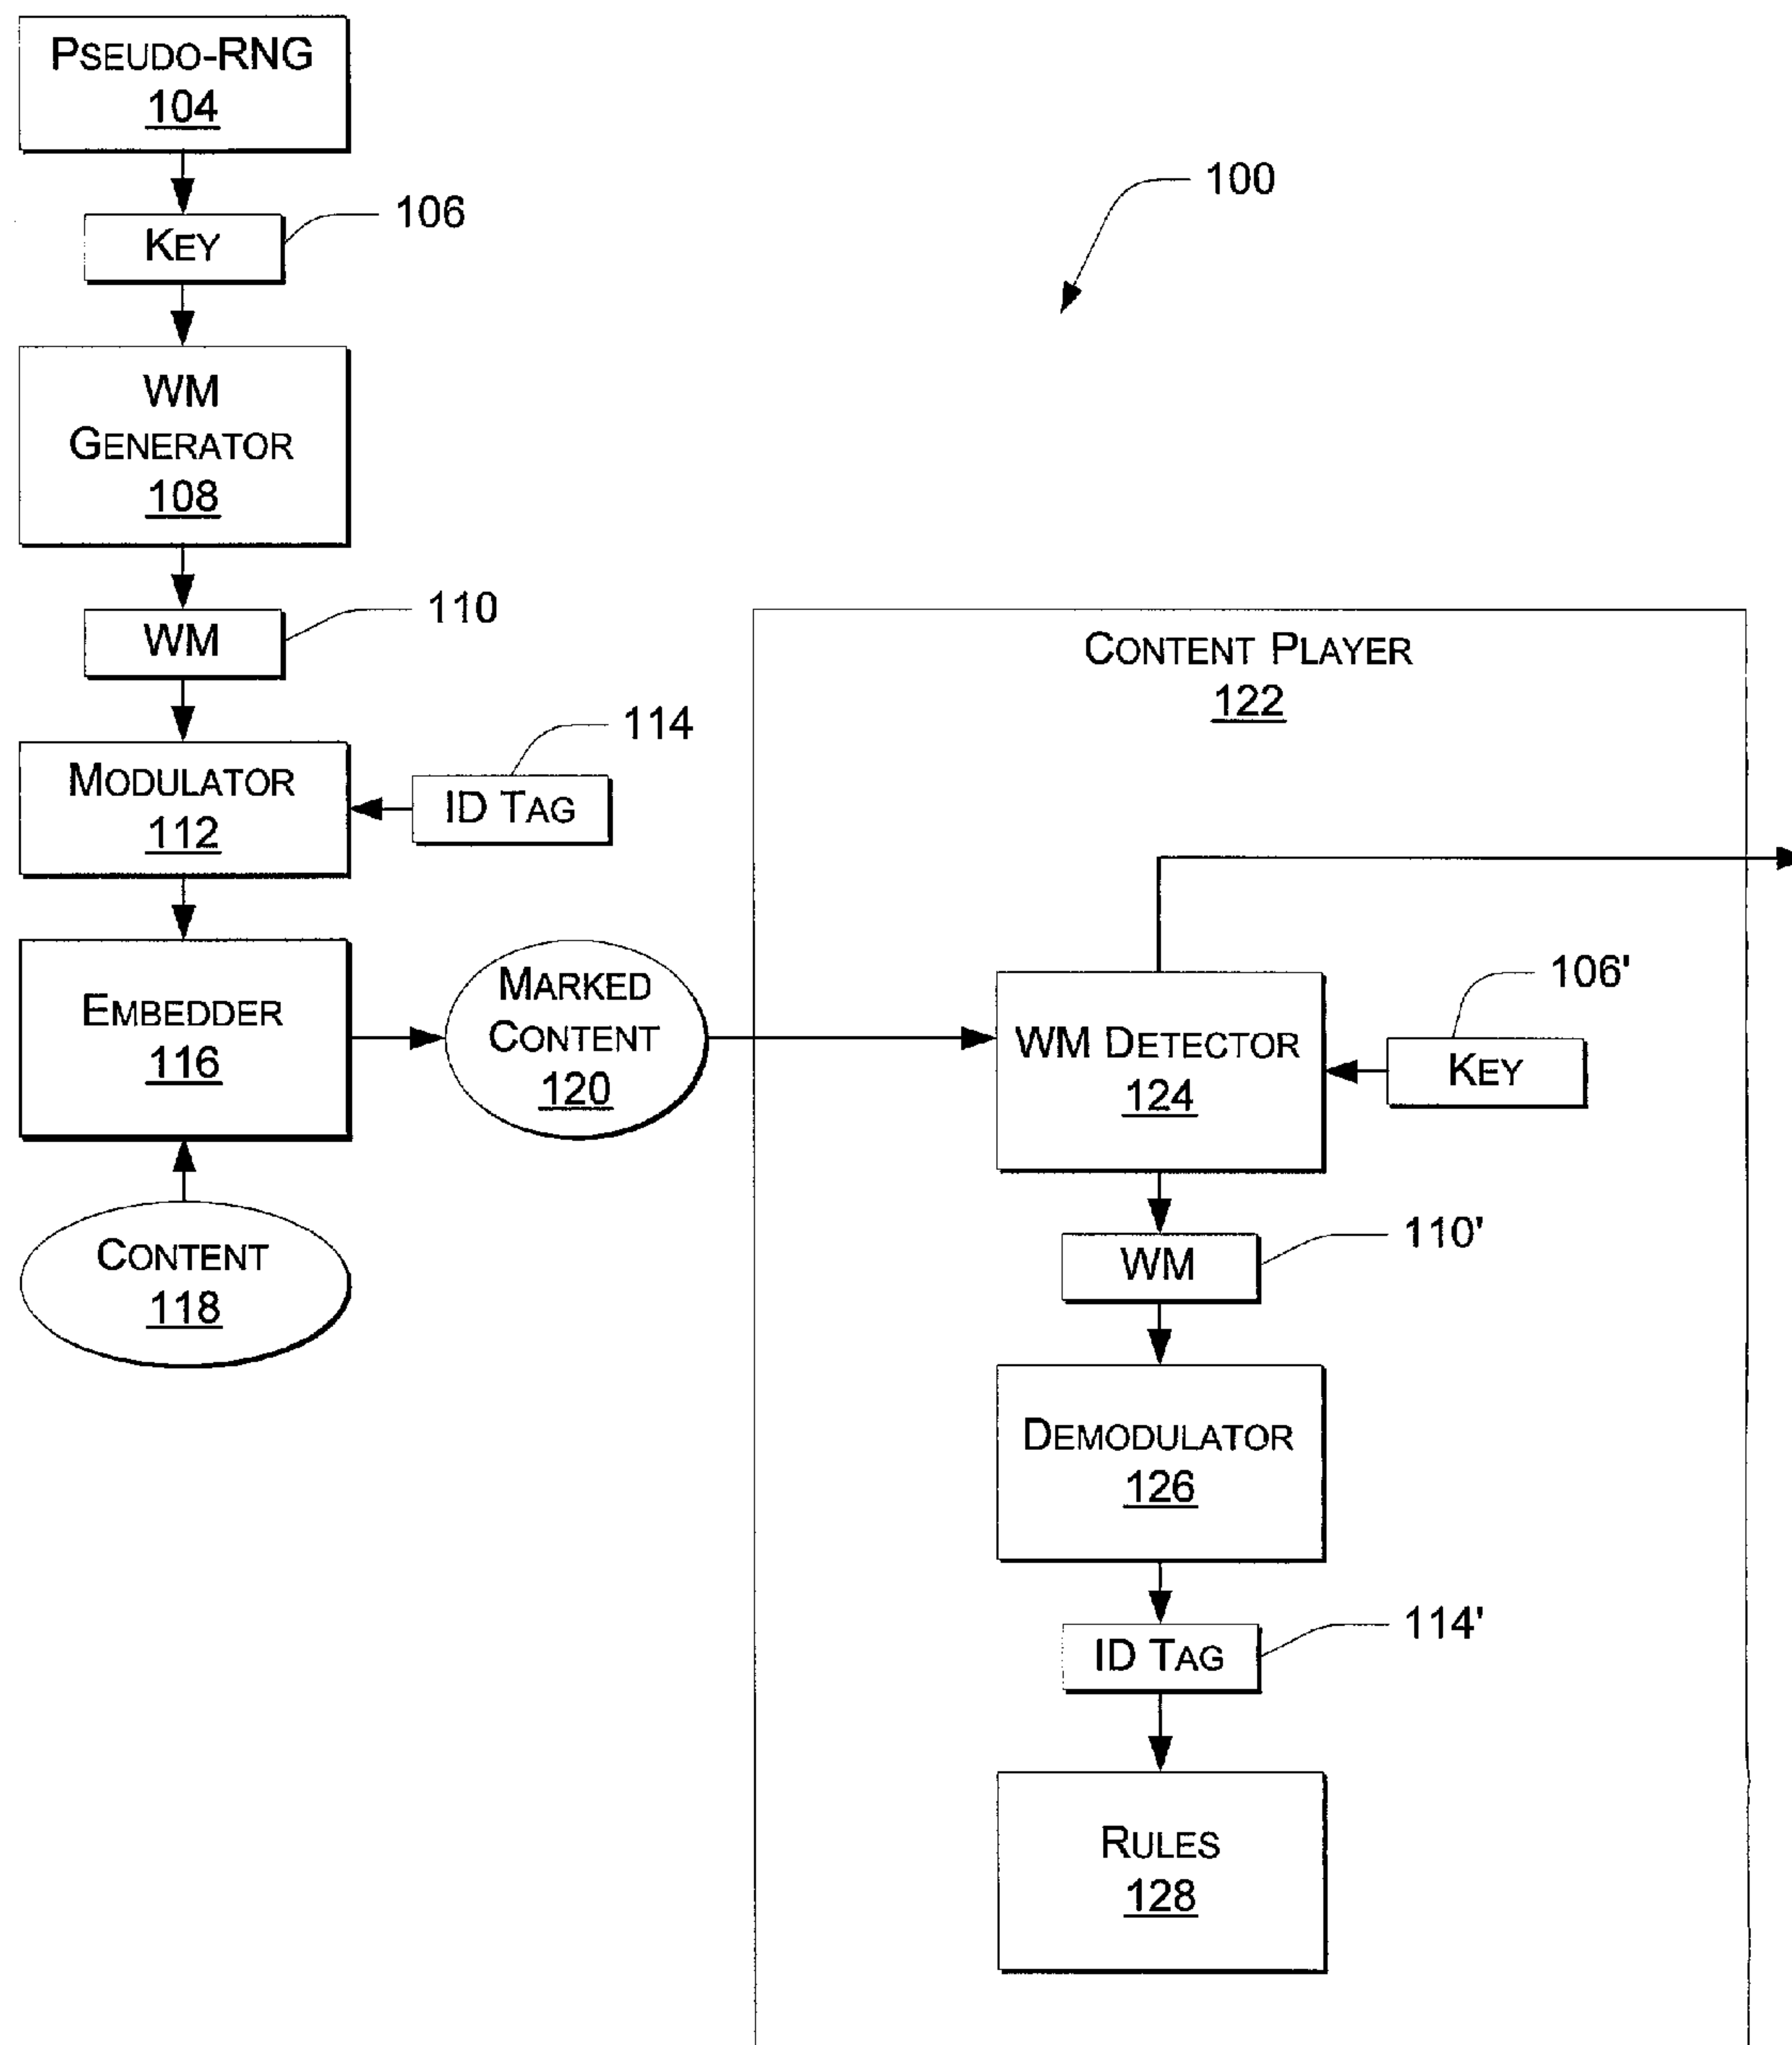 PSEUDO-RNG
104
106
KEY
100
WM
GENERATOR
108
110
WM
114
MODULATOR
112
ID TAG
EMBEDDER
116
MARKED
CONTENT
120
CONTENT
118
CONTENT PLAYER
122
106'
WM DETECTOR
124
KEY
110'
WM
DEMODULATOR
126
114'
ID TAG
RULES
128